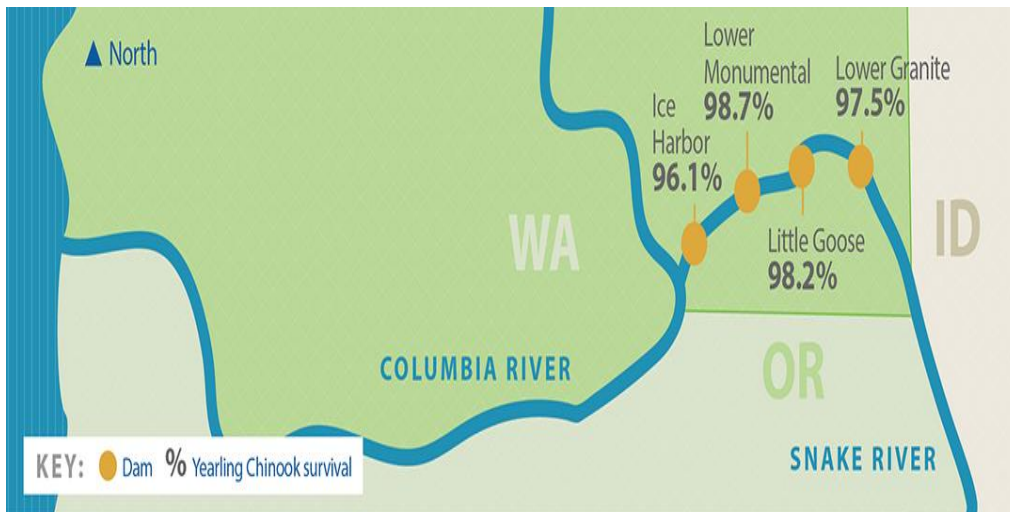 North
Lower
Monumental
98.7%
Lower Granite
97.5%
Ice
Harbor
96.1%
WA
ID
Little Goose
98.2%
COLUMBIA RIVER
OR
SNAKE RIVER
KEY: Dam % Yearling Chinook survival